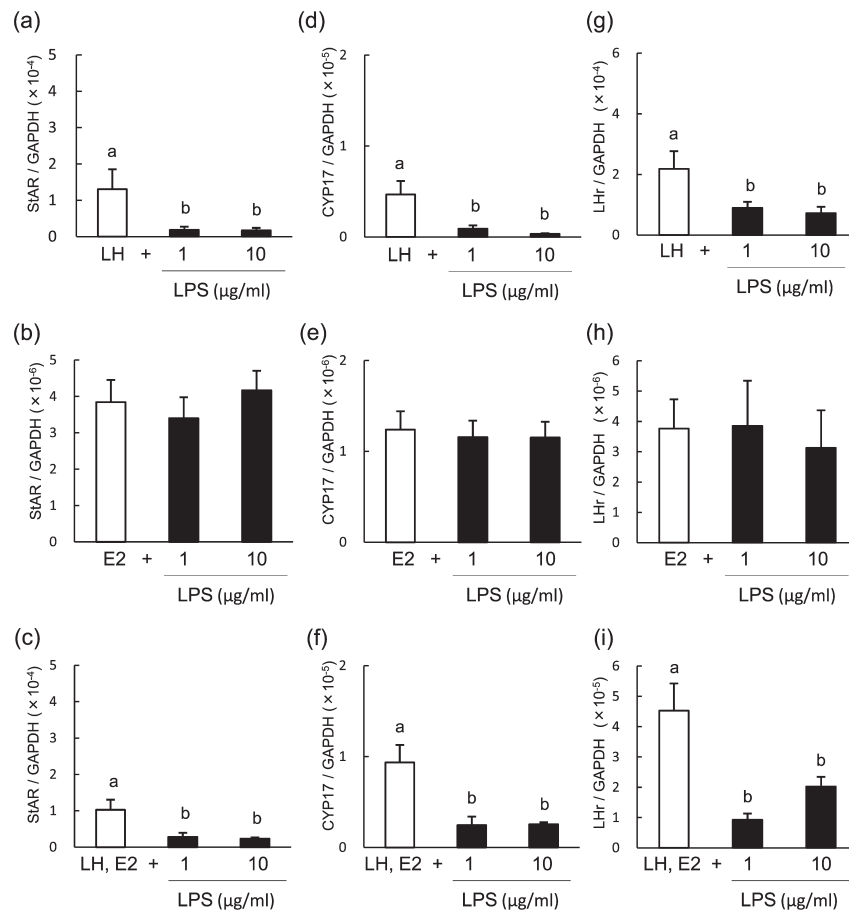 (a)
StAR / GAPDH (×10⁻⁴)
5
4
3
2
1
0
a
b
b
LH + 1 10
LPS (µg/ml)
(d)
CYP17 / GAPDH (×10⁻⁵)
2
1
0
a
b
b
LH + 1 10
LPS (µg/ml)
(g)
LHr / GAPDH (×10⁻⁴)
6
4
2
0
a
b
b
LH + 1 10
LPS (µg/ml)
(b)
StAR / GAPDH (×10⁻⁶)
5
4
3
4
1
0
E2 + 1 10
LPS (µg/ml)
(e)
CYP17 / GAPDH (×10⁻⁶)
2
1
0
E2 + 1 10
LPS (µg/ml)
(h)
LHr / GAPDH (×10⁻⁶)
6
5
4
3
2
1
0
E2 + 1 10
LPS (µg/ml)
(c)
StAR / GAPDH (×10⁻⁴)
5
4
3
2
1
0
a
b
b
LH, E2 + 1 10
LPS (µg/ml)
(f)
CYP17 / GAPDH (×10⁻⁵)
2
1
0
a
b
b
LH, E2 + 1 10
LPS (µg/ml)
(i)
LHr / GAPDH (×10⁻⁵)
6
5
4
3
2
1
0
a
b
b
LH, E2 + 1 10
LPS (µg/ml)